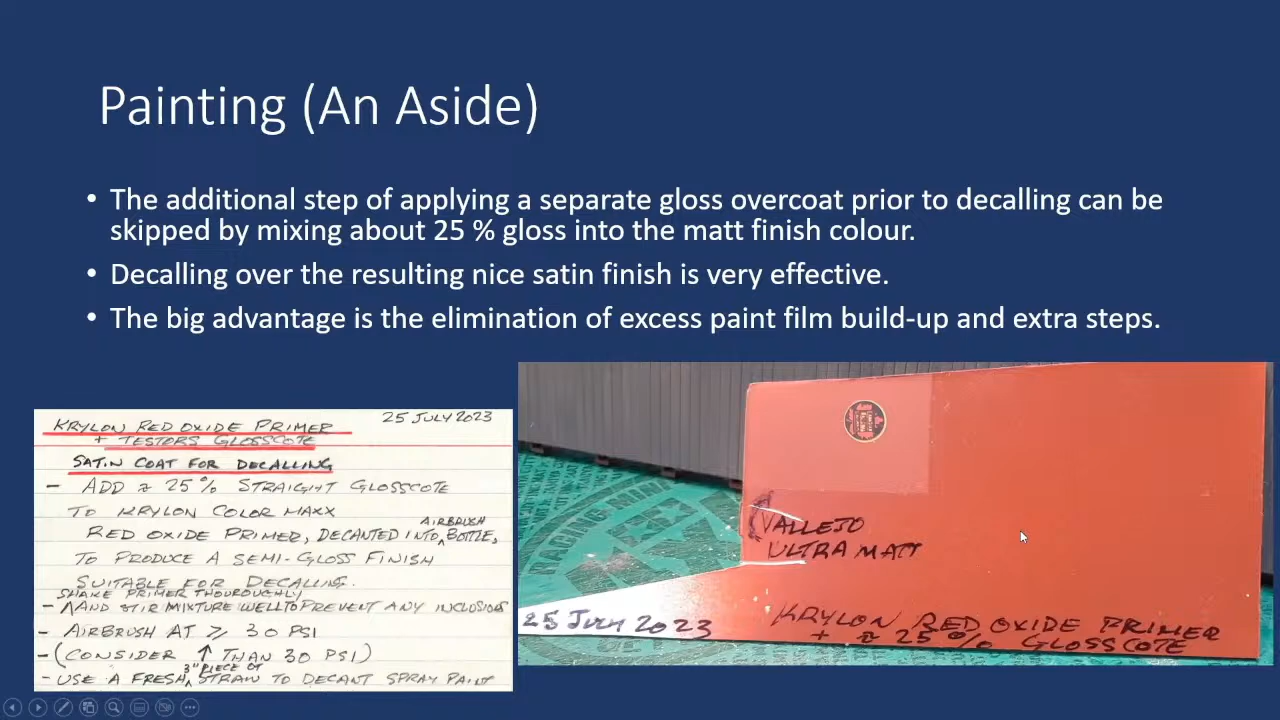 Painting (An Aside)
• The additional step of applying a separate gloss overcoat prior to decalling can be
skipped by mixing about 25 % gloss into the matt finish colour.
• Decalling over the resulting nice satin finish is very effective.
• The big advantage is the elimination of excess paint film build-up and extra steps.
25 JULY 2023
KRYLON RED OXIDE PRIMER
+ TESTORS GLOSSCOTE
SATIN COAT FOR DECALLING
- ADD ≈ 25 % STRAIGHT GLOSSCOTE
TO KRYLON COLOR MAXX
AIRBRUSH
RED OXIDE PRIMER, DECANTED INTO ^ BOTTLE,
TO PRODUCE A SEMI-GLOSS FINISH
SUITABLE FOR DECALLING.
SHAKE PRIMER THOUROUGHLY
- ^ AND STIR MIXTURE WELL TO PREVENT ANY INCLUSIONS
- AIRBRUSH AT ≥ 30 PSI
- (CONSIDER ↑ THAN 30 PSI)
3" PIECE OF
- USE A FRESH ^ STRAW TO DECANT SPRAY PAINT
VALLEJO
ULTRA MATT
25 JULY 2023
KRYLON RED OXIDE PRIMER
+ ≈ 25 % GLOSSCOTE